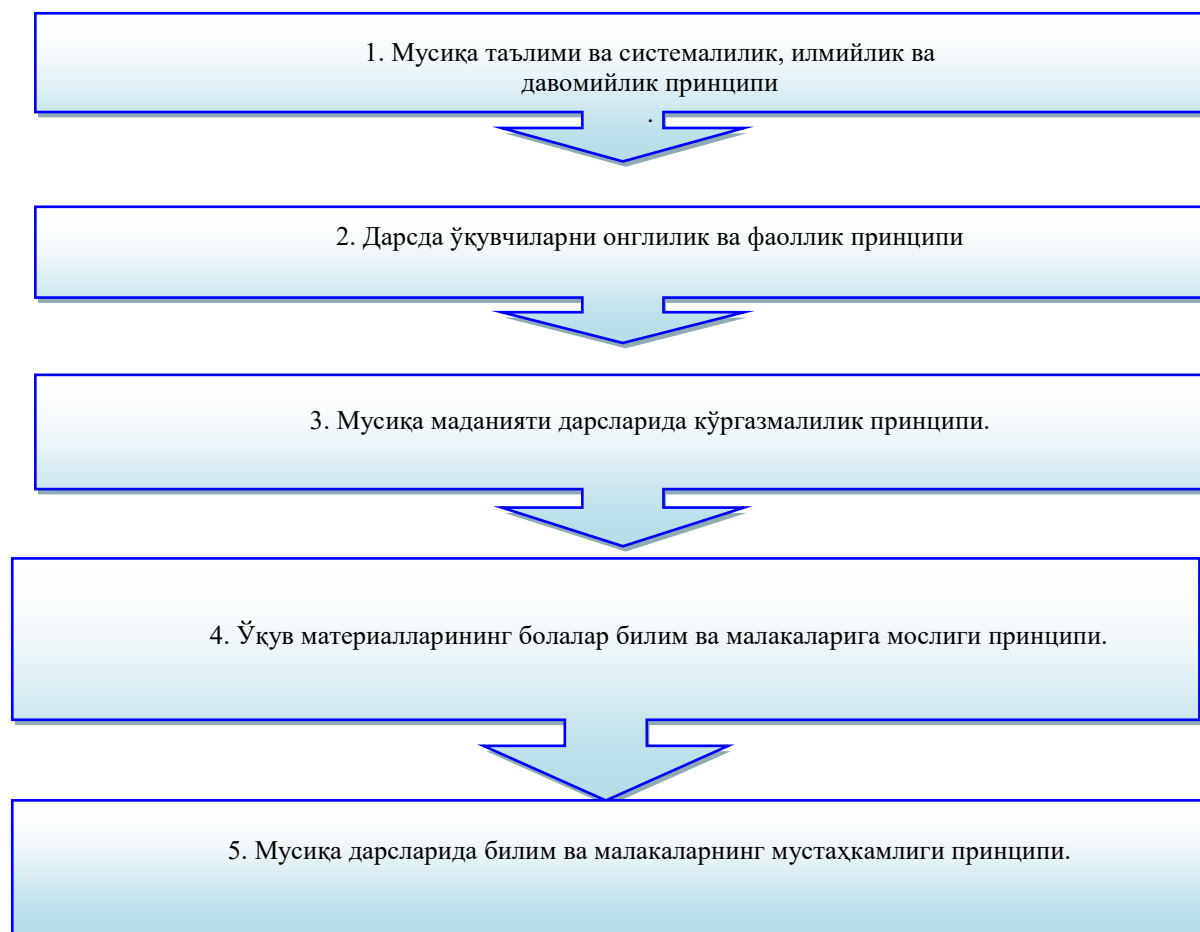 1. Мусиқа таълими ва системалилик, илмийлик ва
давомийлик принципи
.
2. Дарсда ўқувчиларни онглилик ва фаоллик принципи
3. Мусиқа маданияти дарсларида кўргазмалилик принципи.
4. Ўқув материалларининг болалар билим ва малакаларига мослиги принципи.
5. Мусиқа дарсларида билим ва малакаларнинг мустаҳкамлиги принципи.